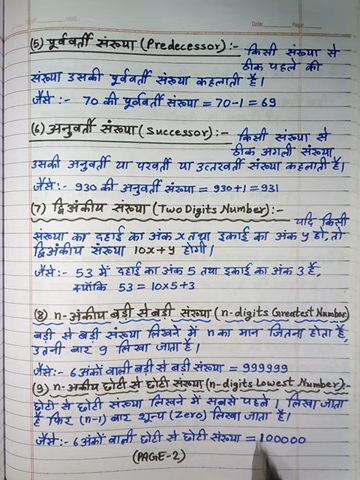 (5) पूर्ववर्ती संख्या (Predecessor):- किसी संख्या से
ठीक पहले की
संख्या उसकी पूर्ववर्ती संख्या कहलाती है।
जैसे :- 70 की पूर्ववर्ती संख्या = 70-1 = 69
(6) अनुवर्ती संख्या (Successor):- किसी संख्या से
ठीक अगली संख्या
उसकी अनुवर्ती या परवर्ती या उत्तरवर्ती संख्या कहलाती है।
जैसे :- 930 की अनुवर्ती संख्या = 930+1 = 931
(7) द्विअंकीय संख्या (Two Digits Number):-
यदि किसी
संख्या का दहाई का अंक x तथा इकाई का अंक y हो, तो
द्विअंकीय संख्या 10x+y होगी।
जैसे :- 53 में दहाई का अंक 5 तथा इकाई का अंक 3 है,
क्योंकि 53 = 10x5+3
(8) n-अंकीय बड़ी से बड़ी संख्या (n-digits Greatest Number)
बड़ी से बड़ी संख्या लिखने में n का मान जितना होता है,
उतनी बार 9 लिखा जाता है।
जैसे :- 6 अंकों वाली बड़ी से बड़ी संख्या = 999999
(9) n-अंकीय छोटी से छोटी संख्या (n-digits Lowest Number):-
छोटी से छोटी संख्या लिखने में सबसे पहले 1 लिखा जाता
है फिर (n-1) बार शून्य (Zero) लिखा जाता है।
जैसे :- 6 अंकों वाली छोटी से छोटी संख्या = 100000
(PAGE-2)